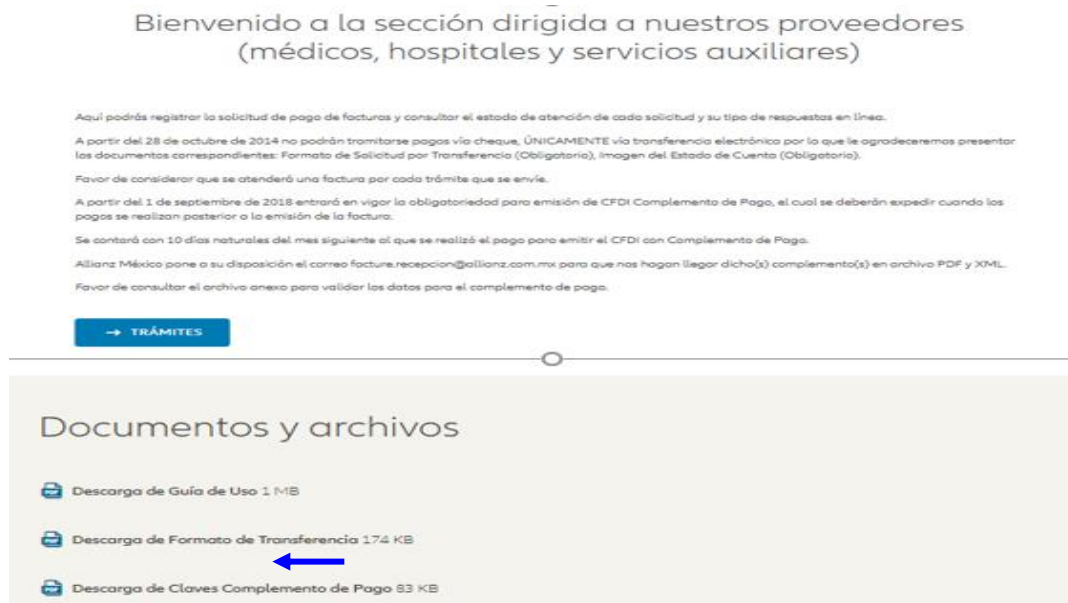 Bienvenido a la sección dirigida a nuestros proveedores
(médicos, hospitales y servicios auxiliares)
Aquí podrás registrar la solicitud de pago de facturas y consultar el estado de atención de cada solicitud y su tipo de respuestas en línea.
A partir del 28 de octubre de 2014 no podrán tramitarse pagos vía cheque, ÚNICAMENTE vía transferencia electrónica por lo que le agradeceremos presentar
los documentos correspondientes: Formato de Solicitud por Transferencia (Obligatorio), Imagen del Estado de Cuenta (Obligatorio).
Favor de considerar que se atenderá una factura por cada trámite que se envíe.
A partir del 1 de septiembre de 2018 entrará en vigor la obligatoriedad para emisión de CFDI Complemento de Pago, el cual se deberán expedir cuando los
pagos se realizan posterior a la emisión de la factura.
Se contará con 10 días naturales del mes siguiente al que se realizó el pago para emitir el CFDI con Complemento de Pago.
Allianz México pone a su disposición el correo facture.recepcion@allianz.com.mx para que nos hagan llegar dicho(s) complemento(s) en archivo PDF y XML.
Favor de consultar el archivo anexo para validar los datos para el complemento de pago.
→ TRÁMITES
Documentos y archivos
PDF Descarga de Guía de Uso 1 MB
PDF Descarga de Formato de Transferencia 174 KB
PDF Descarga de Claves Complemento de Pago 83 KB